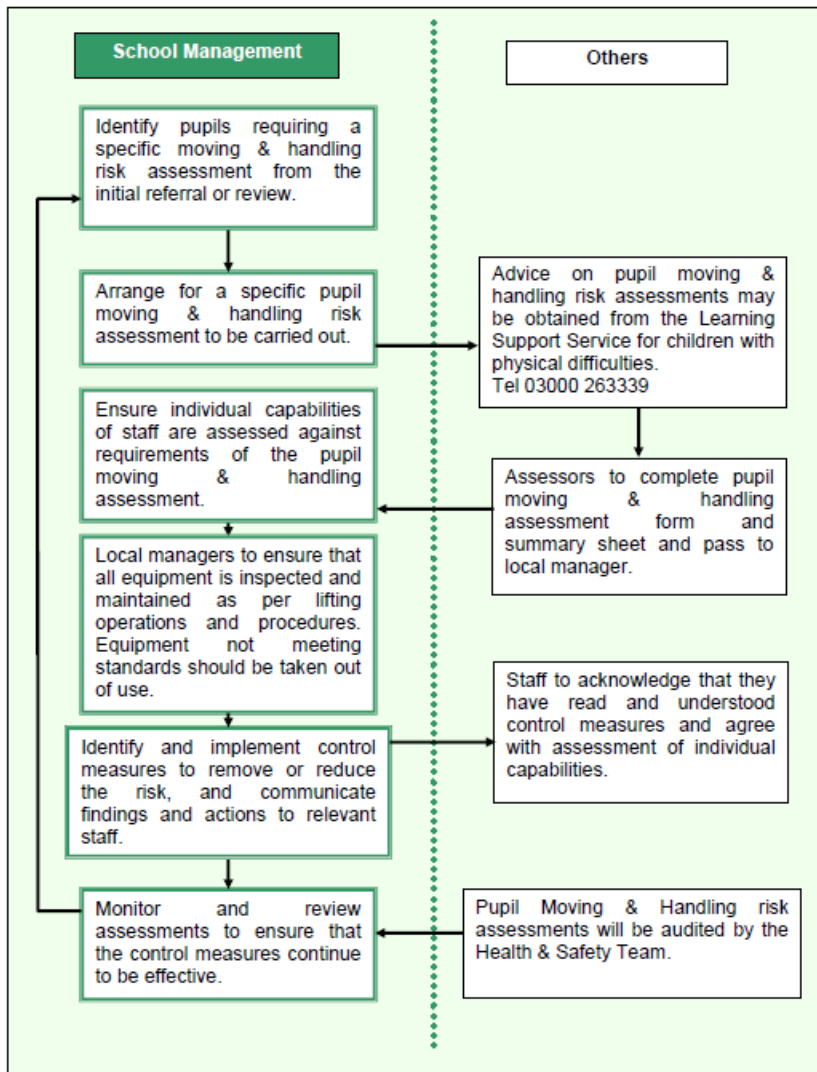 School Management
Others
Identify pupils requiring a
specific moving & handling
risk assessment from the
initial referral or review.
Arrange for a specific pupil
moving & handling risk
assessment to be carried out.
Advice on pupil moving &
handling risk assessments may
be obtained from the Learning
Support Service for children with
physical difficulties.
Tel 03000 263339
Ensure individual capabilities
of staff are assessed against
requirements of the pupil
moving & handling
assessment.
Assessors to complete pupil
moving & handling
assessment form and
summary sheet and pass to
local manager.
Local managers to ensure that
all equipment is inspected and
maintained as per lifting
operations and procedures.
Equipment not meeting
standards should be taken out
of use.
Identify and implement control
measures to remove or reduce
the risk, and communicate
findings and actions to relevant
staff.
Staff to acknowledge that they
have read and understood
control measures and agree
with assessment of individual
capabilities.
Monitor and review
assessments to ensure that
the control measures continue
to be effective.
Pupil Moving & Handling risk
assessments will be audited by the
Health & Safety Team.